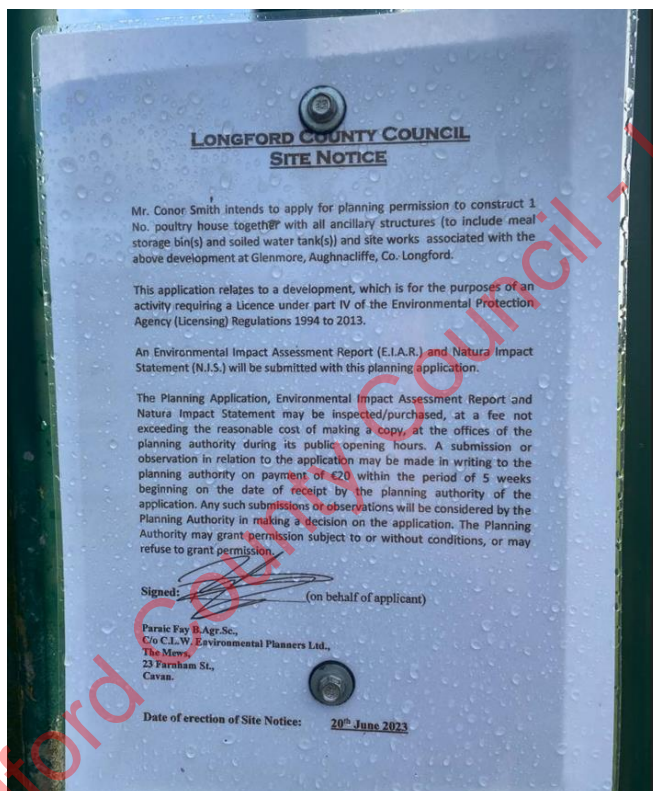 LONGFORD COUNTY COUNCIL
SITE NOTICE
Mr. Conor Smith intends to apply for planning permission to construct 1
No. poultry house together with all ancillary structures (to include meal
storage bin(s) and soiled water tank(s)) and site works associated with the
above development at Glenmore, Aughnacliffe, Co. Longford.
This application relates to a development, which is for the purposes of an
activity requiring a Licence under part IV of the Environmental Protection
Agency (Licensing) Regulations 1994 to 2013.
An Environmental Impact Assessment Report (E.I.A.R.) and Natura Impact
Statement (N.I.S.) will be submitted with this planning application.
The Planning Application, Environmental Impact Assessment Report and
Natura Impact Statement may be inspected/purchased, at a fee not
exceeding the reasonable cost of making a copy, at the offices of the
planning authority during its public opening hours. A submission or
observation in relation to the application may be made in writing to the
planning authority on payment of €20 within the period of 5 weeks
beginning on the date of receipt by the planning authority of the
application. Any such submissions or observations will be considered by the
Planning Authority in making a decision on the application. The Planning
Authority may grant permission subject to or without conditions, or may
refuse to grant permission.
Signed: (on behalf of applicant)
Paraic Fay B.Agr.Sc.,
C/o C.L.W. Environmental Planners Ltd.,
The Mews,
23 Farnham St.,
Cavan.
Date of erection of Site Notice: 20th June 2023
ford County Council -